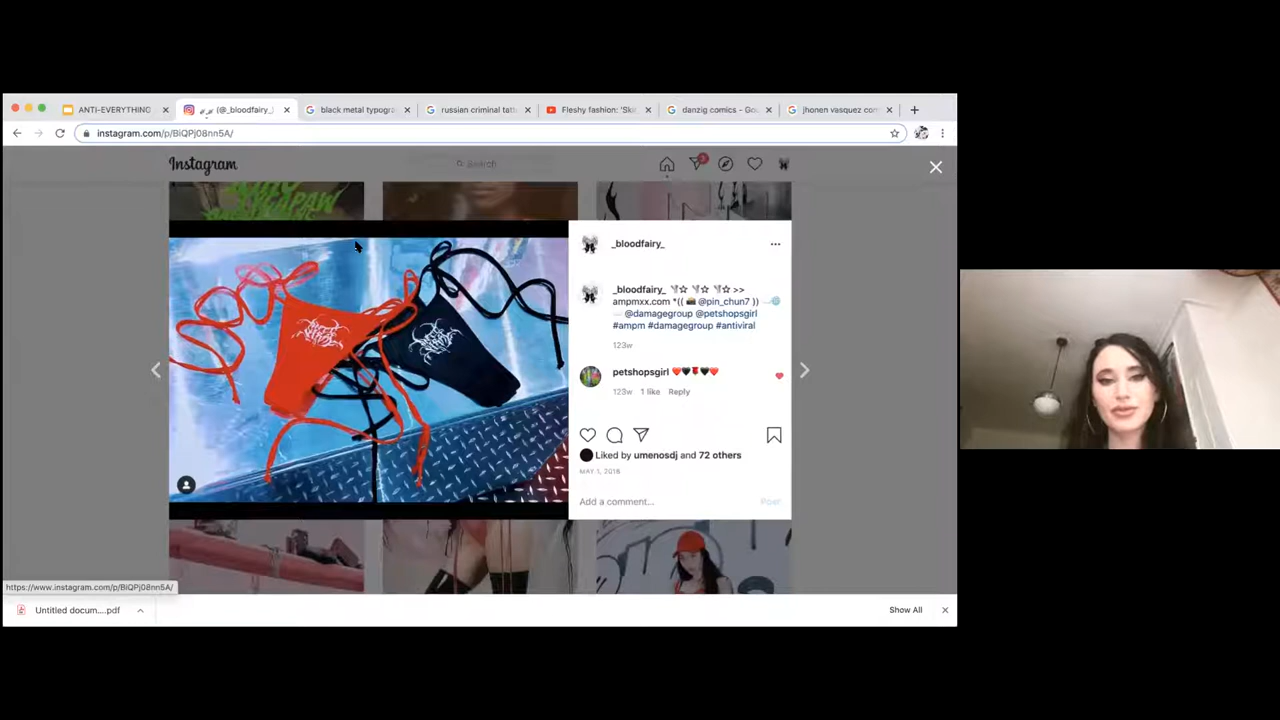 ANTI-EVERYTHING
(@_bloodfairy_)
black metal typogra
russian criminal tatt
Fleshy fashion: 'Ski
danzig comics - Go
jhonen vasquez com
instagram.com/p/BiQPj08nn5A/
Instagram
Search
3
_bloodfairy_
_bloodfairy_ >>
ampmxx.com *(( @pin_chun7 ))
@damagegroup @petshopsgirl
#ampm #damagegroup #antiviral
123w
petshopsgirl
123w 1 like Reply
Liked by umenosdj and 72 others
MAY 1, 2018
Add a comment... Post
https://www.instagram.com/p/BiQPj08nn5A/
Untitled docum....pdf
Show All